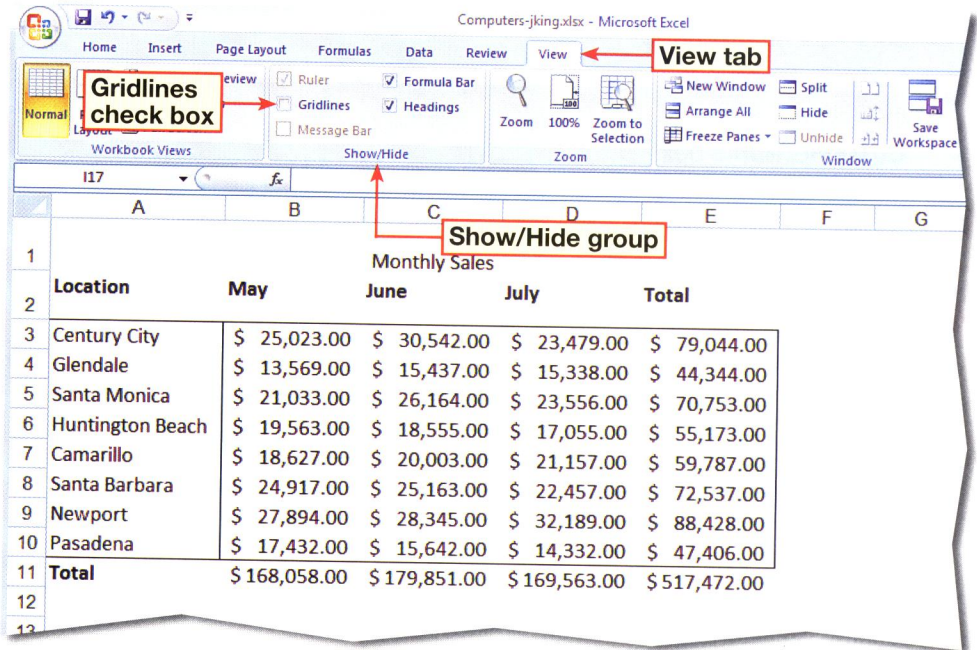 Computers-jking.xlsx - Microsoft Excel
Home Insert Page Layout Formulas Data Review View
View tab
Gridlines check box
Normal
Layout
Workbook Views
Ruler
Gridlines
Message Bar
Formula Bar
Headings
Show/Hide
Zoom
100%
Zoom to Selection
Zoom
New Window
Arrange All
Freeze Panes
Split
Hide
Unhide
Save Workspace
Window
I17 fx
Show/Hide group
A B C D E F G
1 Monthly Sales
2 Location May June July Total
3 Century City $ 25,023.00 $ 30,542.00 $ 23,479.00 $ 79,044.00
4 Glendale $ 13,569.00 $ 15,437.00 $ 15,338.00 $ 44,344.00
5 Santa Monica $ 21,033.00 $ 26,164.00 $ 23,556.00 $ 70,753.00
6 Huntington Beach $ 19,563.00 $ 18,555.00 $ 17,055.00 $ 55,173.00
7 Camarillo $ 18,627.00 $ 20,003.00 $ 21,157.00 $ 59,787.00
8 Santa Barbara $ 24,917.00 $ 25,163.00 $ 22,457.00 $ 72,537.00
9 Newport $ 27,894.00 $ 28,345.00 $ 32,189.00 $ 88,428.00
10 Pasadena $ 17,432.00 $ 15,642.00 $ 14,332.00 $ 47,406.00
11 Total $ 168,058.00 $ 179,851.00 $ 169,563.00 $ 517,472.00
12
13